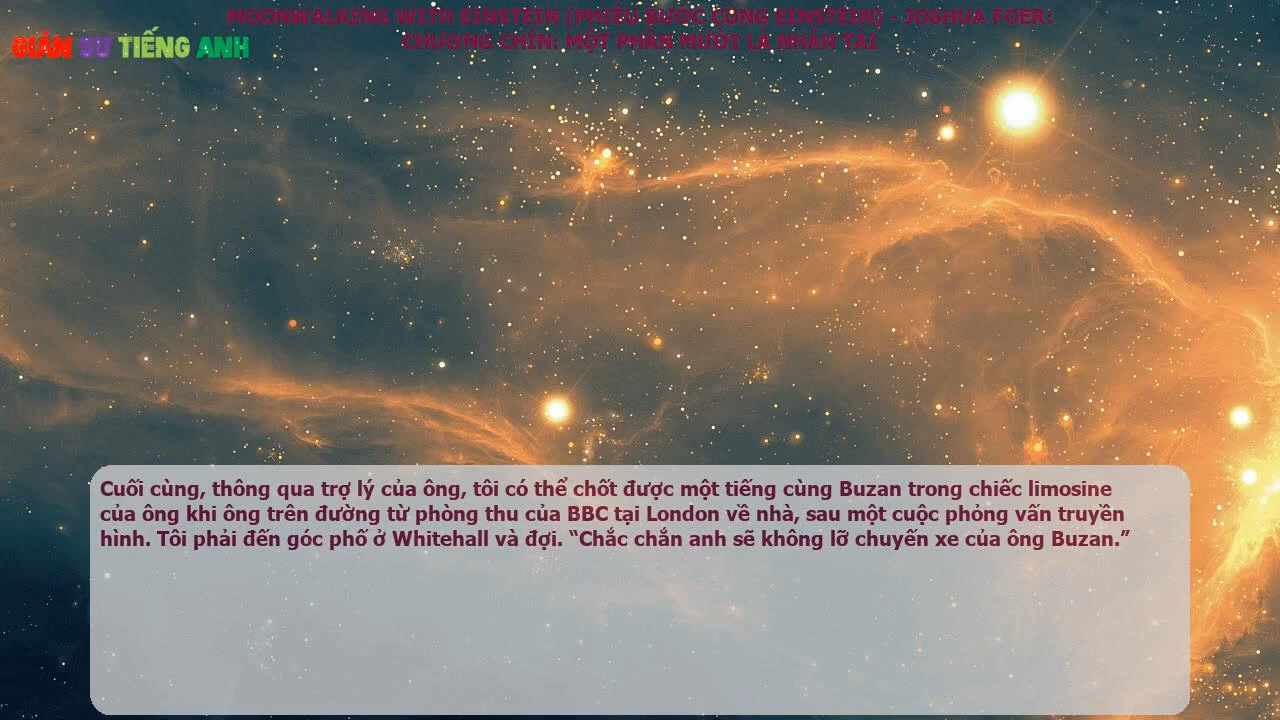 MOONWALKING WITH EINSTEIN (PHIÊU BƯỚC CÙNG EINSTEIN) - JOSHUA FOER:
CHƯƠNG CHÍN: MỘT PHẦN MƯỜI LÀ NHÂN TÀI
GIÁN SƯ TIẾNG ANH
Cuối cùng, thông qua trợ lý của ông, tôi có thể chốt được một tiếng cùng Buzan trong chiếc limosine
của ông khi ông trên đường từ phòng thu của BBC tại London về nhà, sau một cuộc phỏng vấn truyền
hình. Tôi phải đến góc phố ở Whitehall và đợi. “Chắc chắn anh sẽ không lỡ chuyến xe của ông Buzan.”